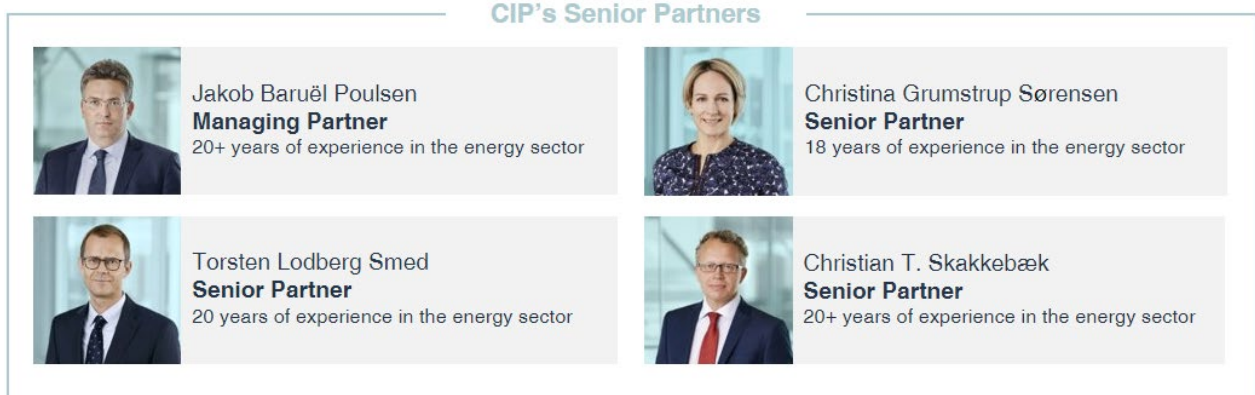 CIP's Senior Partners
Jakob Baruël Poulsen
Managing Partner
20+ years of experience in the energy sector
Christina Grumstrup Sørensen
Senior Partner
18 years of experience in the energy sector
Torsten Lodberg Smed
Senior Partner
20 years of experience in the energy sector
Christian T. Skakkebæk
Senior Partner
20+ years of experience in the energy sector